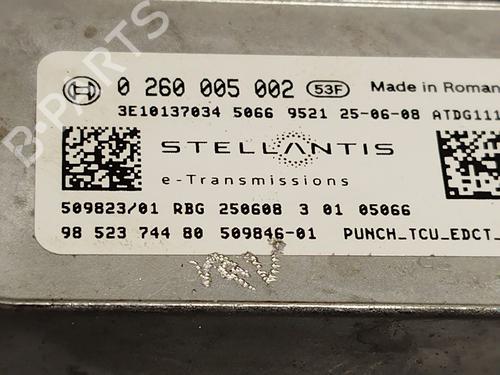 B-PARTS
0 260 005 002 53F Made in Roman
3E10137034 5066 9521 25-06-08 ATDG111
STELLANTIS
e-Transmissions
509823/01 RBG 250608 3 01 05066
98 523 744 80 509846-01 PUNCH_TCU_EDCT_